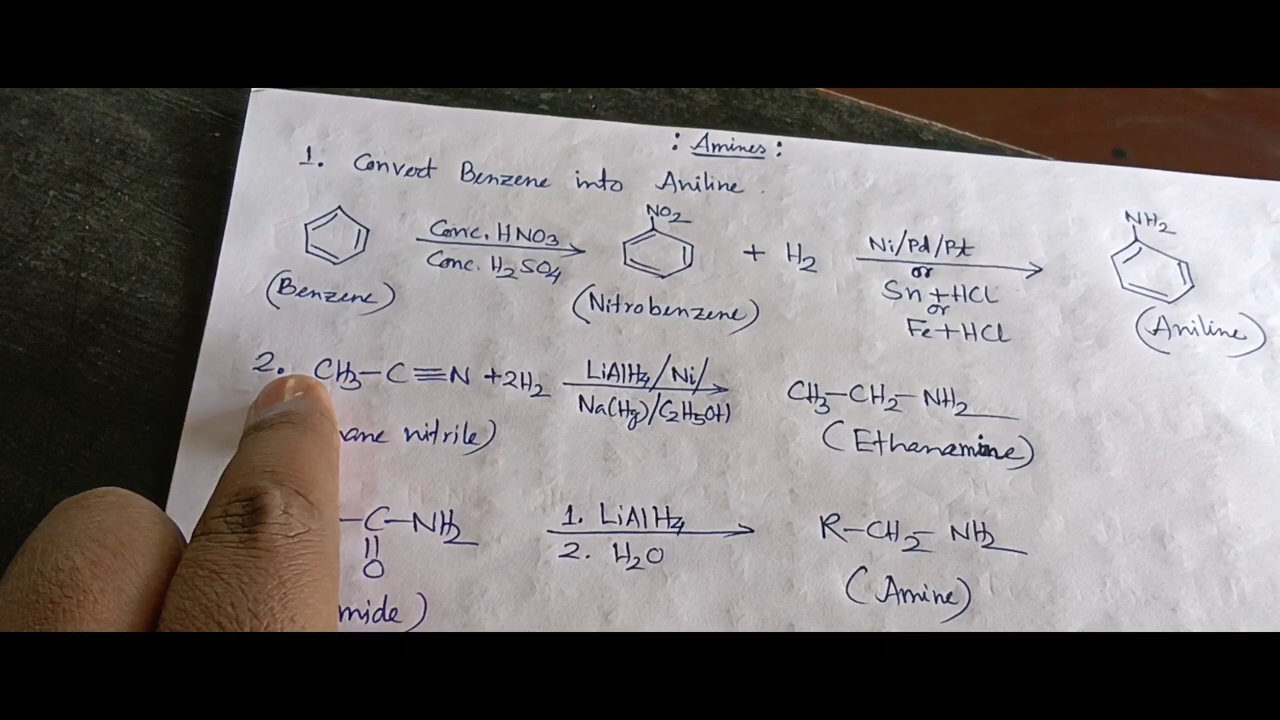 : Amines :
1. Convert Benzene into Aniline.
NO2
NH2
Conc. HNO3
Conc. H2SO4
+ H2
Ni/Pd/Pt
or
Sn+HCl
or
Fe+HCl
(Benzene)
(Nitrobenzene)
(Aniline)
2. CH3-C≡N +2H2
LiAlH4/Ni/
Na(Hg)/C2H5OH
CH3-CH2-NH2
ane nitrile)
(Ethanamine)
-C-NH2
O
1. LiAlH4
2. H2O
R-CH2-NH2
mide)
(Amine)